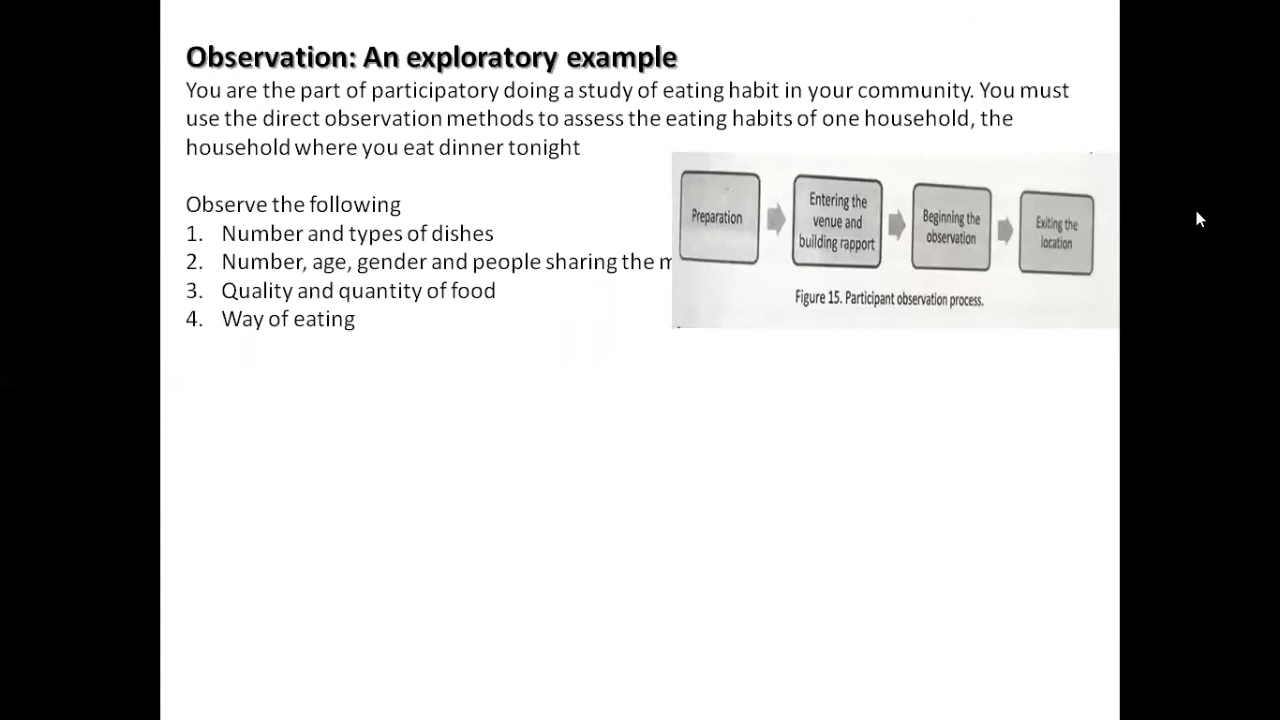 Observation: An exploratory example
You are the part of participatory doing a study of eating habit in your community. You must
use the direct observation methods to assess the eating habits of one household, the
household where you eat dinner tonight
Observe the following
1. Number and types of dishes
2. Number, age, gender and people sharing the
3. Quality and quantity of food
4. Way of eating
Preparation
Entering the
venue and
building rapport
Beginning the
observation
Exiting the
location
Figure 15. Participant observation process.